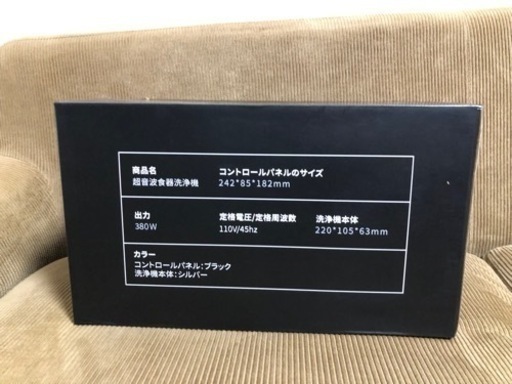 商品名
超音波食器洗浄機
コントロールパネルのサイズ
242*85*182mm
出力
380W
定格電圧/定格周波数
110V/45hz
洗浄機本体
220*105*63mm
カラー
コントロールパネル:ブラック
洗浄機本体:シルバー